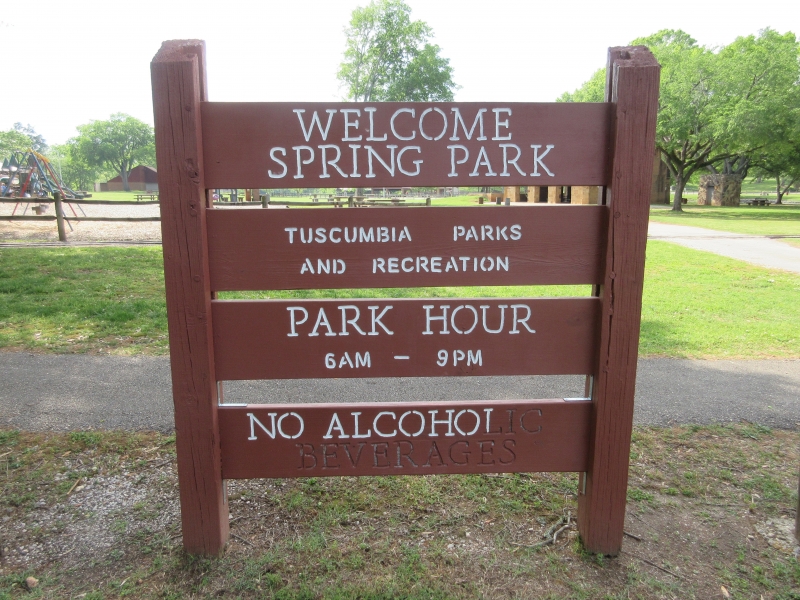 WELCOME
SPRING PARK
TUSCUMBIA PARKS
AND RECREATION
PARK HOUR
6AM - 9PM
NO ALCOHOLIC
BEVERAGES